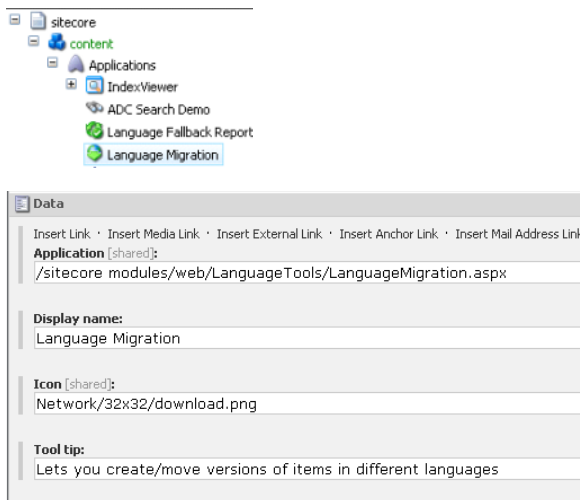 sitecore
content
Applications
IndexViewer
ADC Search Demo
Language Fallback Report
Language Migration
Data
Insert Link · Insert Media Link · Insert External Link · Insert Anchor Link · Insert Mail Address Link
Application [shared]:
/sitecore modules/web/LanguageTools/LanguageMigration.aspx
Display name:
Language Migration
Icon [shared]:
Network/32x32/download.png
Tool tip:
Lets you create/move versions of items in different languages